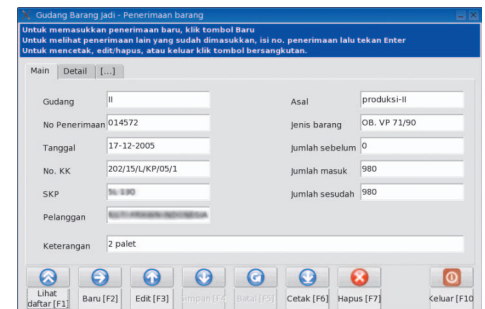 Gudang Barang Jadi - Penerimaan barang
Untuk memasukkan penerimaan baru, klik tombol Baru
Untuk melihat penerimaan lain yang sudah dimasukkan, isi no. penerimaan lalu tekan Enter
Untuk mencetak, edit/hapus, atau keluar klik tombol bersangkutan.
Main Detail [...]
Gudang II Asal produksi-II
No Penerimaan 014572 Jenis barang OB. VP 71/90
Tanggal 17-12-2005 Jumlah sebelum 0
No. KK 202/15/L/KP/05/1 Jumlah masuk 980
SKP Jumlah sesudah 980
Pelanggan
Keterangan 2 palet
Lihat daftar [F1] Baru [F2] Edit [F3] Batal [F5] Cetak [F6] Hapus [F7] Keluar [F10